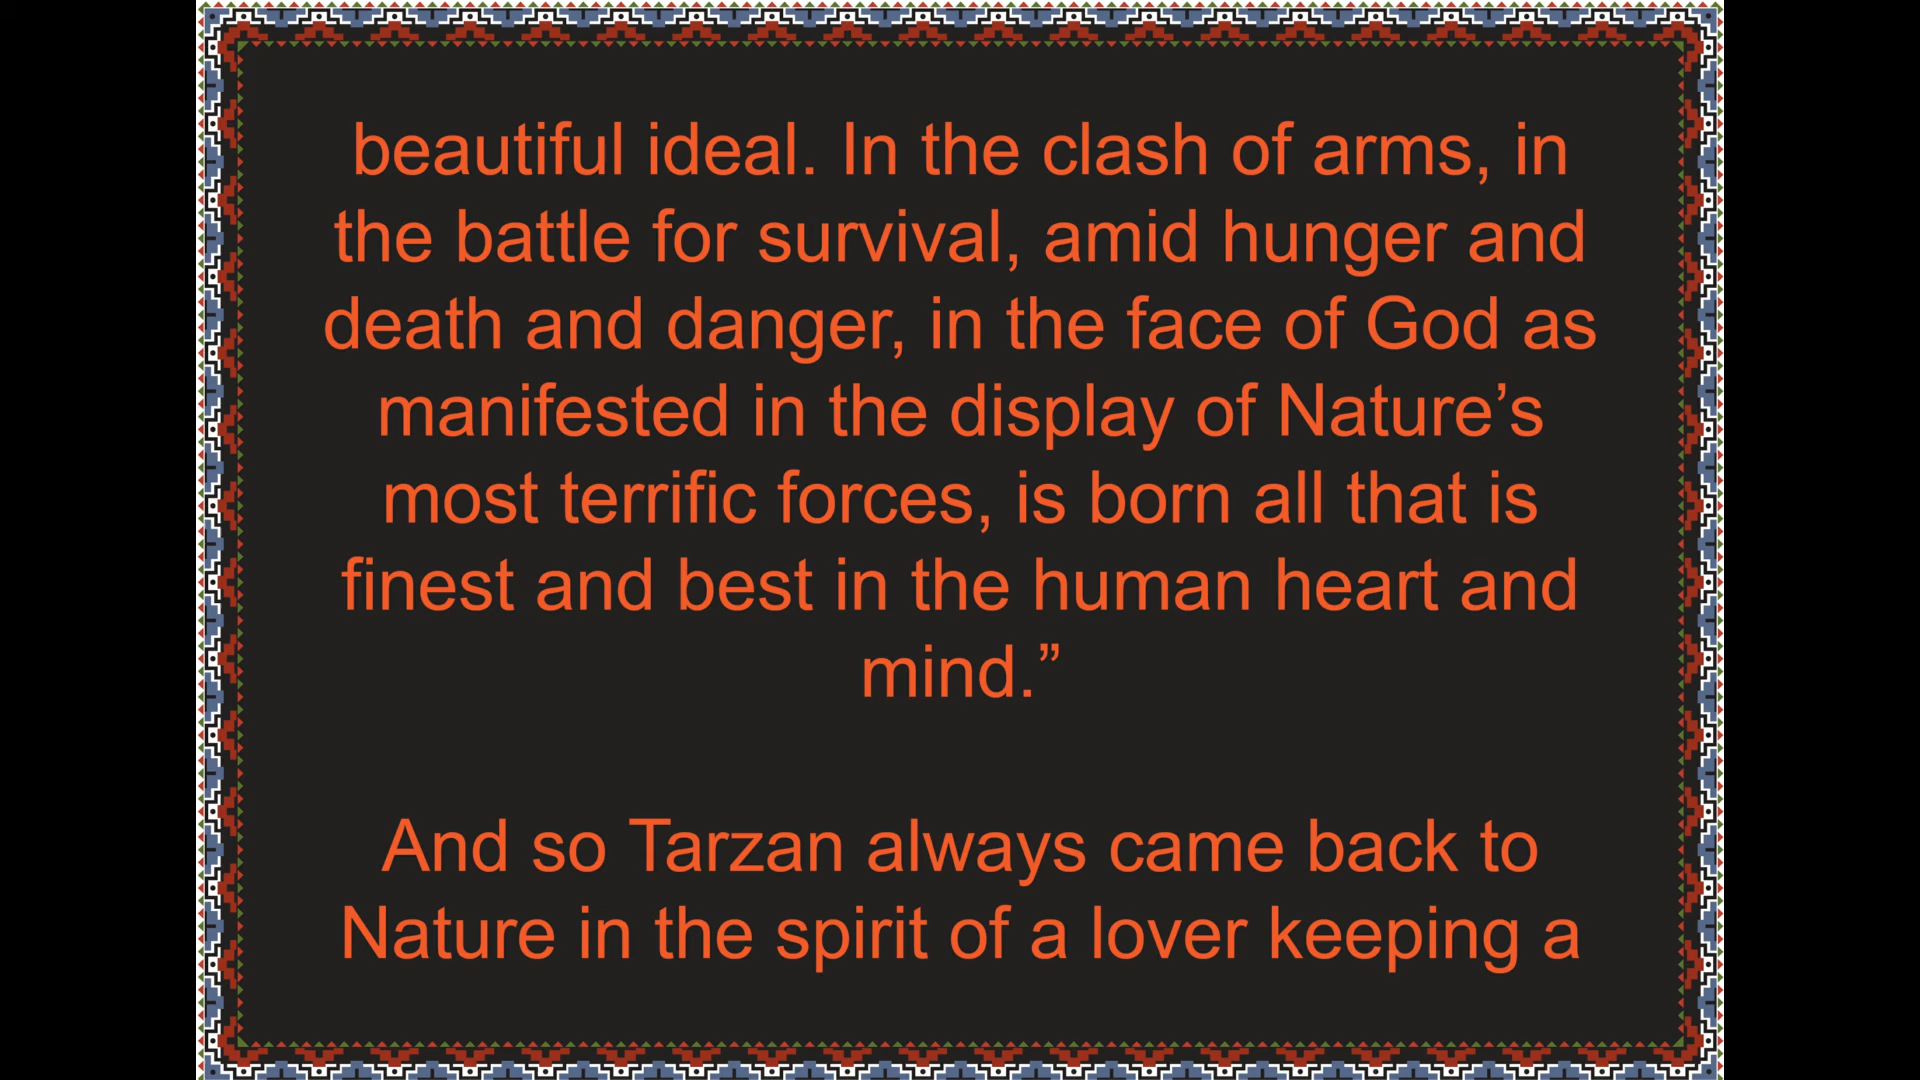 beautiful ideal. In the clash of arms, in
the battle for survival, amid hunger and
death and danger, in the face of God as
manifested in the display of Nature’s
most terrific forces, is born all that is
finest and best in the human heart and
mind.”
And so Tarzan always came back to
Nature in the spirit of a lover keeping a